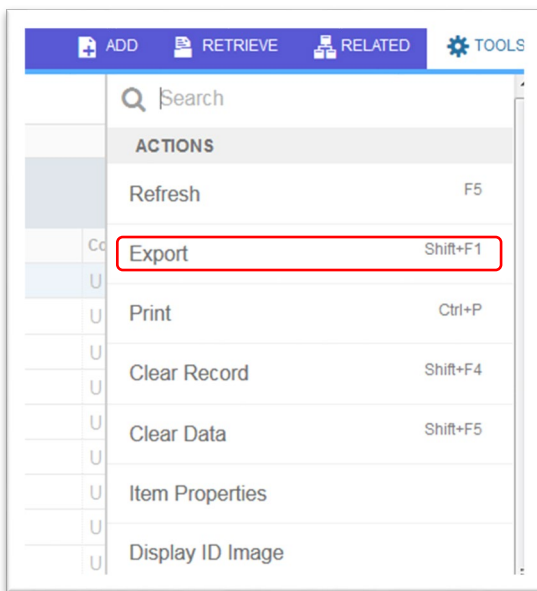 ADD RETRIEVE RELATED TOOLS
Search
ACTIONS
Refresh F5
Co
Export Shift+F1
U
U
Print Ctrl+P
U
Clear Record Shift+F4
U
U
Clear Data Shift+F5
U
U
Item Properties
U
Display ID Image
U